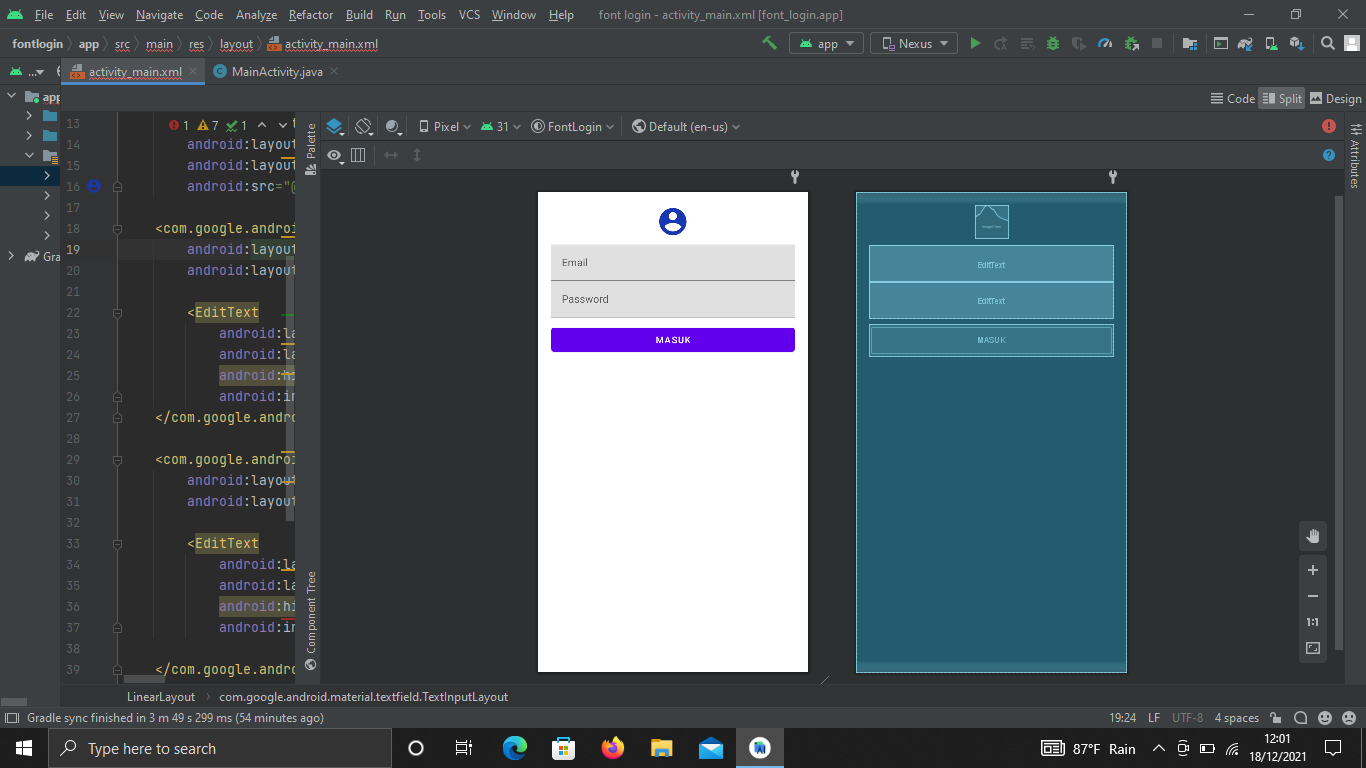 File Edit View Navigate Code Analyze Refactor Build Run Tools VCS Window Help font login - activity_main.xml [font_login.app]
fontlogin app src main res layout activity_main.xml app Nexus
... activity_main.xml MainActivity.java
app Code Split Design
13 1 7 1 Pixel 31 FontLogin Default (en-us)
14 android:layout
15 android:layout
16 android:src="@
17
18 <com.google.androi
19 android:layout
20 android:layout
21
22 <EditText
23 android:la
24 android:la
25 android:hi
26 android:in
27 </com.google.andro
28
29 <com.google.androi
30 android:layout
31 android:layout
32
33 <EditText
34 android:la
35 android:la
36 android:hi
37 android:in
38
39 </com.google.andro
Gra
Palette
Component Tree
Attributes
Email
Password
MASUK
ImageView
EditText
EditText
MASUK
1:1
LinearLayout com.google.android.material.textfield.TextInputLayout
Gradle sync finished in 3 m 49 s 299 ms (54 minutes ago) 19:24 LF UTF-8 4 spaces
Type here to search 87°F Rain 12:01
18/12/2021